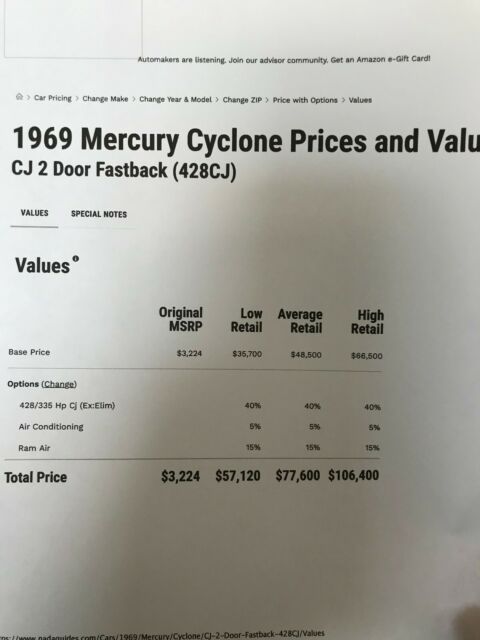 Automakers are listening. Join our advisor community. Get an Amazon e-Gift Card!
> Car Pricing > Change Make > Change Year & Model > Change ZIP > Price with Options > Values
1969 Mercury Cyclone Prices and Valu
CJ 2 Door Fastback (428CJ)
VALUES SPECIAL NOTES
Values
Original MSRP Low Retail Average Retail High Retail
Base Price $3,224 $35,700 $48,500 $66,500
Options (Change)
428/335 Hp Cj (Ex:Elim) 40% 40% 40%
Air Conditioning 5% 5% 5%
Ram Air 15% 15% 15%
Total Price $3,224 $57,120 $77,600 $106,400
ps://www.nadaguides.com/Cars/1969/Mercury/Cyclone/CJ-2-Door-Fastback-428CJ/Values